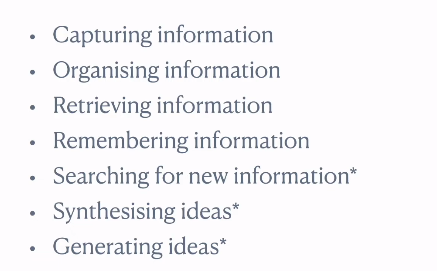 • Capturing information
• Organising information
• Retrieving information
• Remembering information
• Searching for new information*
• Synthesising ideas*
• Generating ideas*